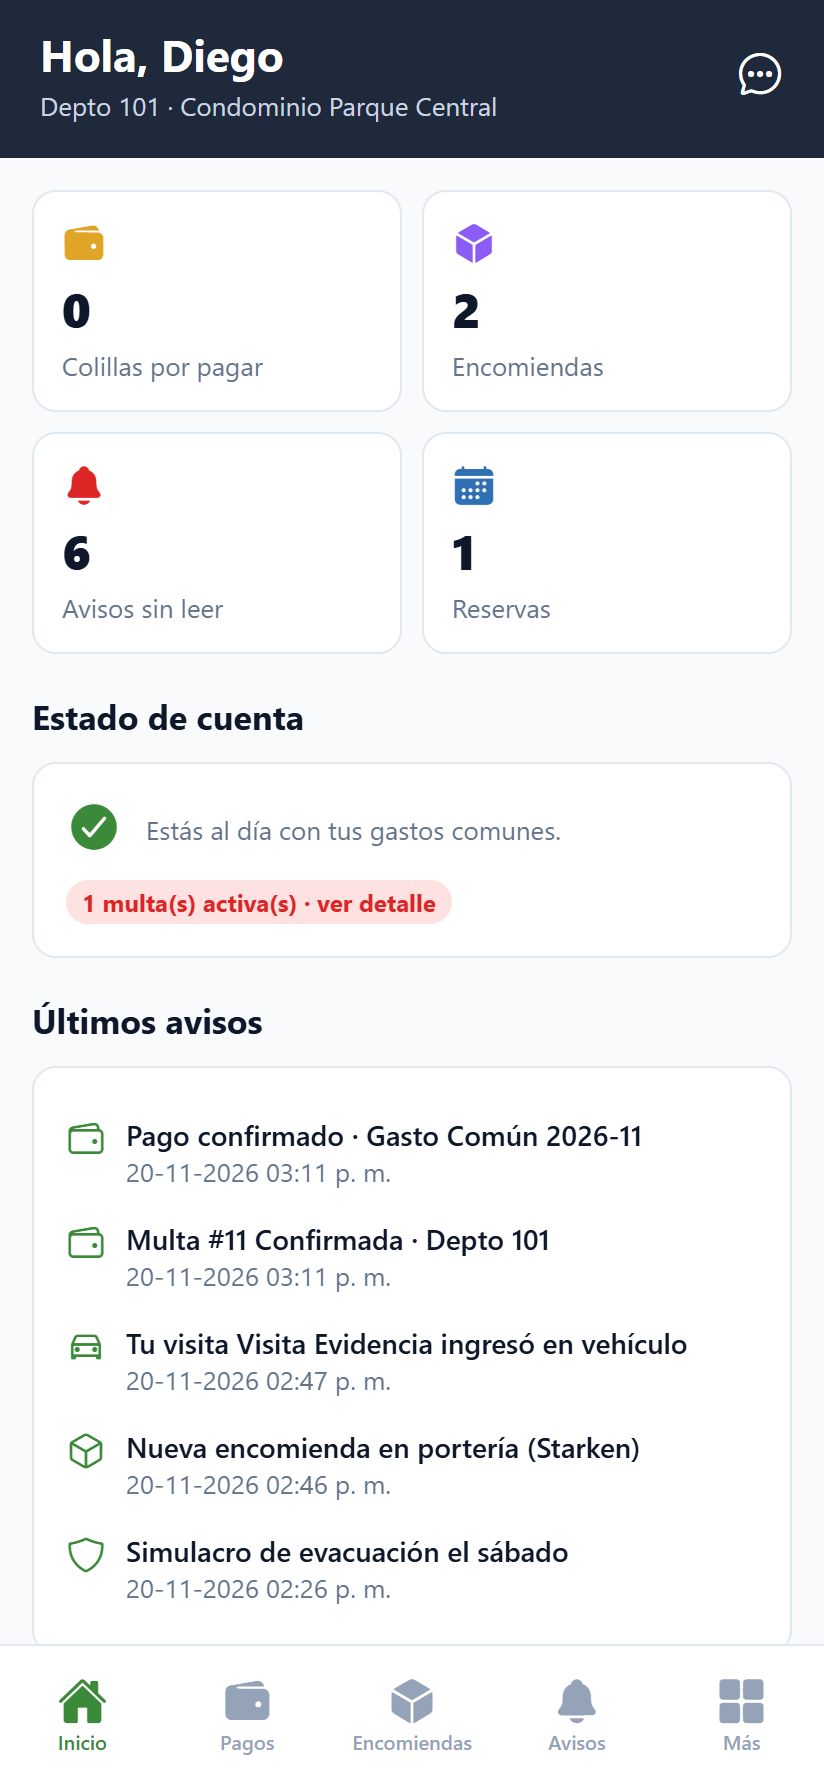 Hola, Diego
Depto 101 · Condominio Parque Central
0
Colillas por pagar
2
Encomiendas
6
Avisos sin leer
1
Reservas
Estado de cuenta
Estás al día con tus gastos comunes.
1 multa(s) activa(s) · ver detalle
Últimos avisos
Pago confirmado · Gasto Común 2026-11
20-11-2026 03:11 p. m.
Multa #11 Confirmada · Depto 101
20-11-2026 03:11 p. m.
Tu visita Visita Evidencia ingresó en vehículo
20-11-2026 02:47 p. m.
Nueva encomienda en portería (Starken)
20-11-2026 02:46 p. m.
Simulacro de evacuación el sábado
20-11-2026 02:26 p. m.
Inicio
Pagos
Encomiendas
Avisos
Más